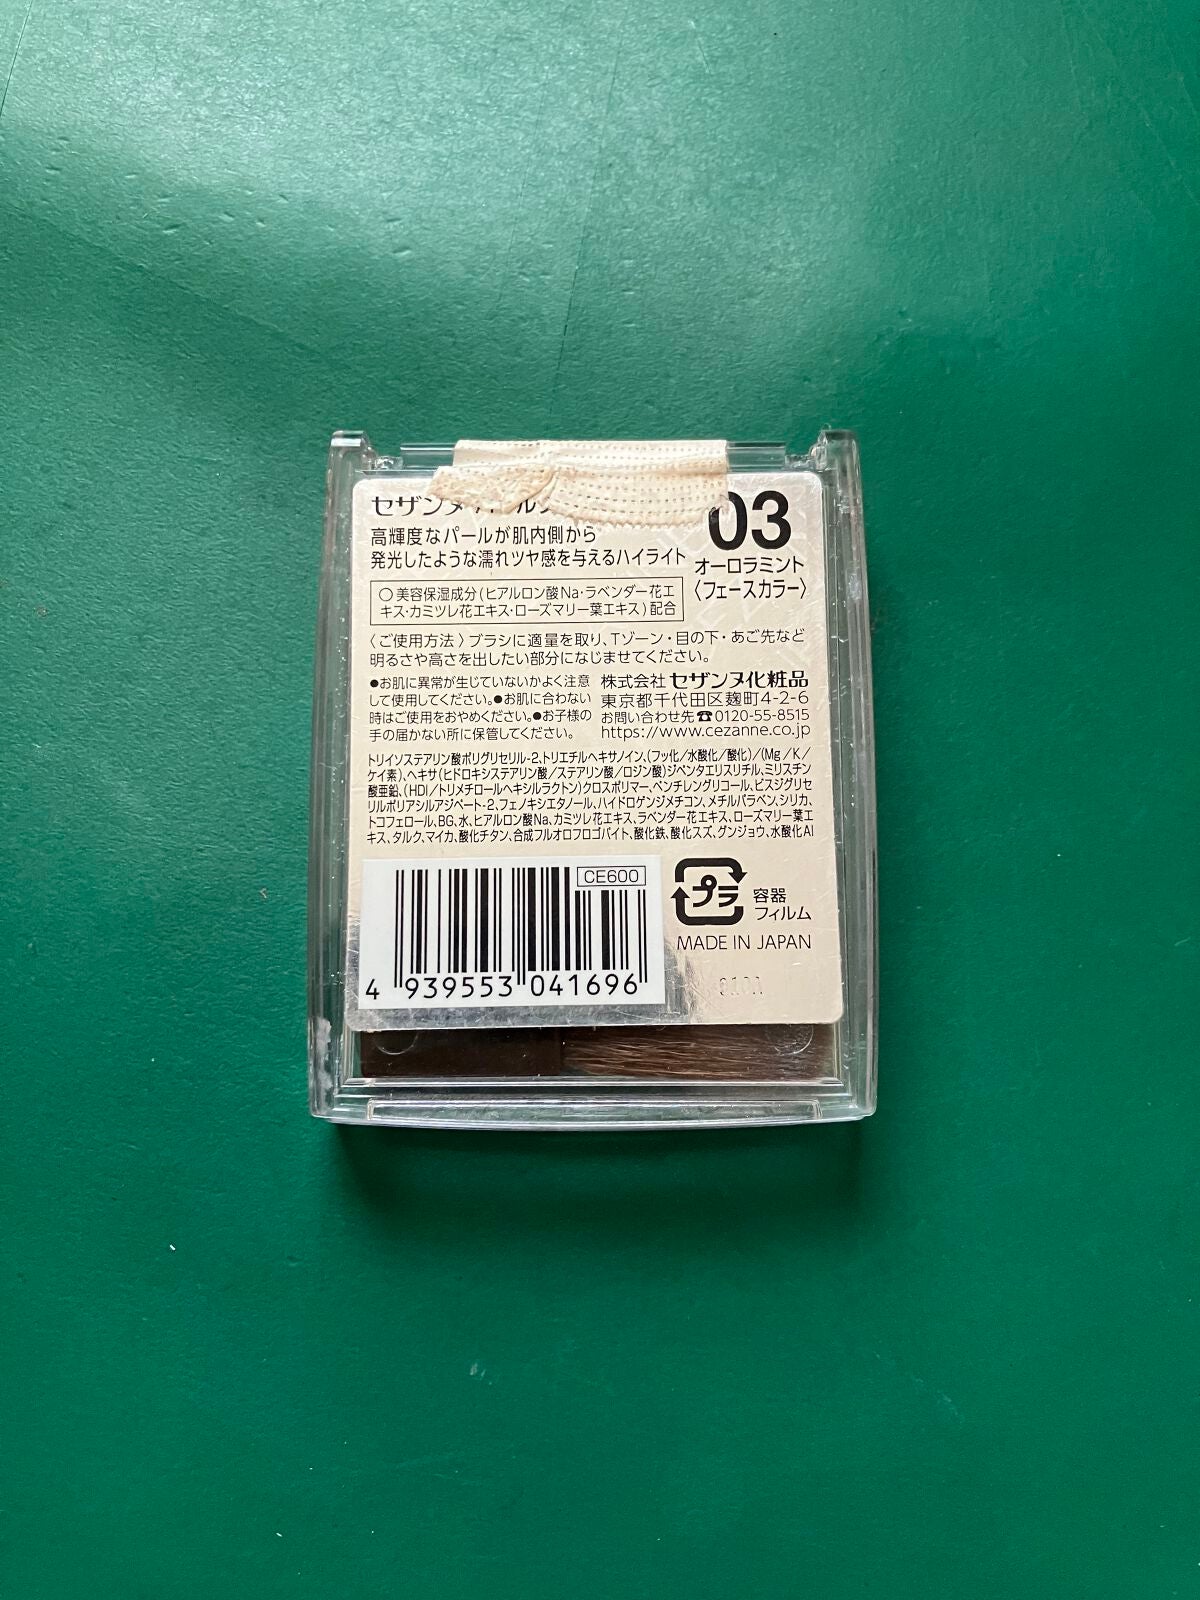 セザンヌ
03
高輝度なパールが肌内側から
発光したような濡れツヤ感を与えるハイライト
オーロラミント
〈フェースカラー〉
○美容保湿成分(ヒアルロン酸Na・ラベンダー花エ
キス・カミツレ花エキス・ローズマリー葉エキス)配合
〈ご使用方法〉ブラシに適量を取り、Tゾーン・目の下・あご先など
明るさや高さを出したい部分になじませてください。
●お肌に異常が生じていないかよく注意
して使用してください。●お肌に合わない
時はご使用をおやめください。●お子様の
手の届かない所に保管してください。
株式会社 セザンヌ化粧品
東京都千代田区麹町4-2-6
お問い合わせ先☎0120-55-8515
https://www.cezanne.co.jp
トリイソステアリン酸ポリグリセリル-2、トリエチルヘキサノイン、(フッ化/水酸化/酸化)/(Mg/K/
ケイ素)、ヘキサ(ヒドロキシステアリン酸/ステアリン酸/ロジン酸)ジペンタエリスリチル、ミリスチン
酸亜鉛、(HDI/トリメチロールヘキシルラクトン)クロスポリマー、ペンチレングリコール、ビスジグリセ
リルポリアシルアジペート-2、フェノキシエタノール、ハイドロゲンジメチコン、メチルパラベン、シリカ、
トコフェロール、BG、水、ヒアルロン酸Na、カミツレ花エキス、ラベンダー花エキス、ローズマリー葉エ
キス、タルク、マイカ、酸化チタン、合成フルオロフロゴパイト、酸化鉄、酸化スズ、グンジョウ、水酸化Al
CE600
4 939553 041696
プラ
容器
フィルム
MADE IN JAPAN